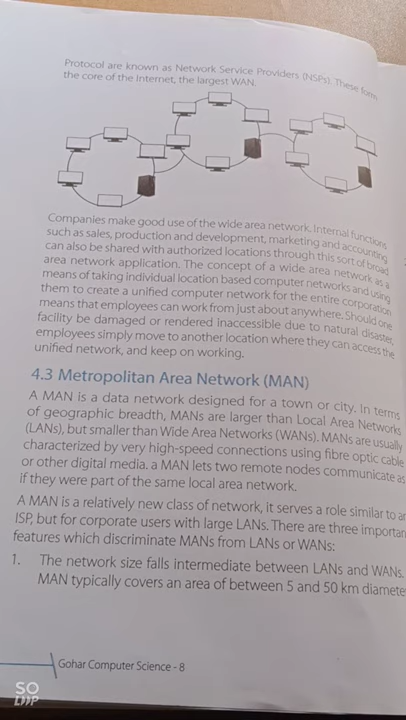 Protocol are known as Network Service Providers (NSPs). These form
the core of the internet, the largest WAN.
Companies make good use of the wide area network. Internal functions
such as sales, production and development, marketing and accounting
can also be shared with authorized locations through this sort of broad
area network application. The concept of a wide area network as a
means of taking individual location based computer networks and using
them to create a unified computer network for the entire corporation
means that employees can work from just about anywhere. Should one
facility be damaged or rendered inaccessible due to natural disaster,
employees simply move to another location where they can access the
unified network, and keep on working.
4.3 Metropolitan Area Network (MAN)
A MAN is a data network designed for a town or city. In terms
of geographic breadth, MANs are larger than Local Area Networks
(LANs), but smaller than Wide Area Networks (WANs). MANs are usually
characterized by very high-speed connections using fibre optic cable
or other digital media. a MAN lets two remote nodes communicate as
if they were part of the same local area network.
A MAN is a relatively new class of network, it serves a role similar to an
ISP, but for corporate users with large LANs. There are three importan
features which discriminate MANs from LANs or WANs:
1. The network size falls intermediate between LANs and WANs.
MAN typically covers an area of between 5 and 50 km diamete
Gohar Computer Science - 8
SO
LOOP